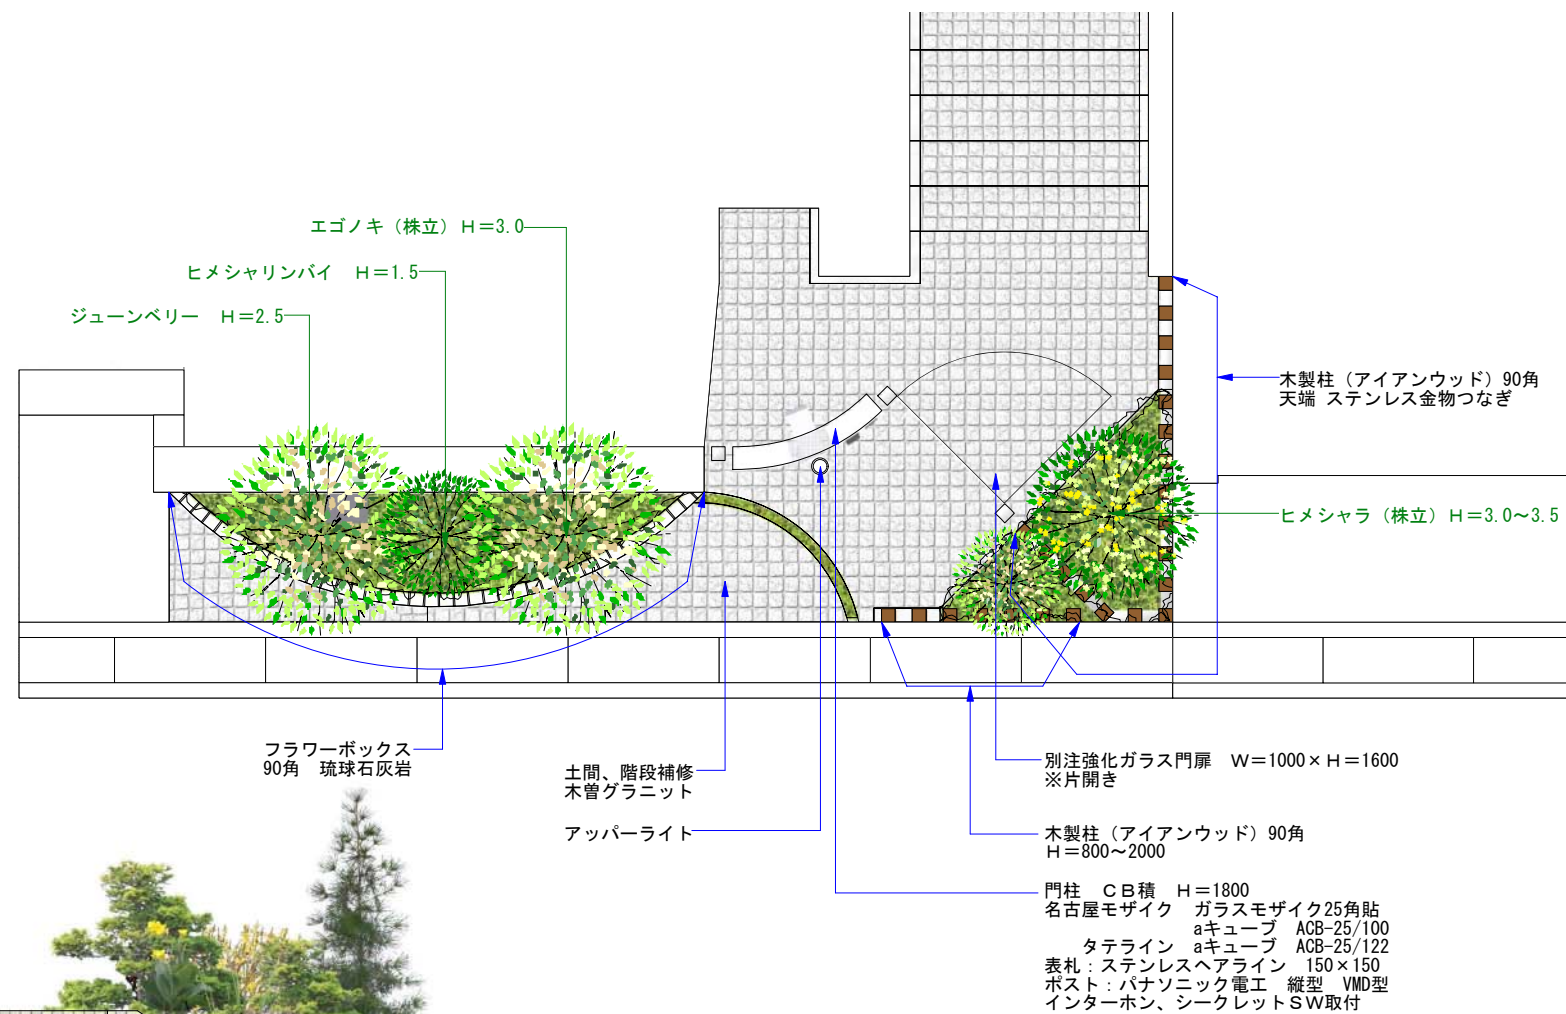 エゴノキ（株立）Ｈ＝3.0
ヒメシャリンバイ　Ｈ＝1.5
ジューンベリー　Ｈ＝2.5
木製柱（アイアンウッド）90角
天端 ステンレス金物つなぎ
ヒメシャラ（株立）Ｈ＝3.0～3.5
フラワーボックス
90角　琉球石灰岩
土間、階段補修
木曽グラニット
アッパーライト
別注強化ガラス門扉　Ｗ＝1000×Ｈ＝1600
※片開き
木製柱（アイアンウッド）90角
Ｈ＝800～2000
門柱　ＣＢ積　Ｈ＝1800
名古屋モザイク　ガラスモザイク25角貼
aキューブ　ACB-25/100
タテライン　aキューブ　ACB-25/122
表札：ステンレスヘアライン　150×150
ポスト：パナソニック電工　縦型　VMD型
インターホン、シークレットＳＷ取付